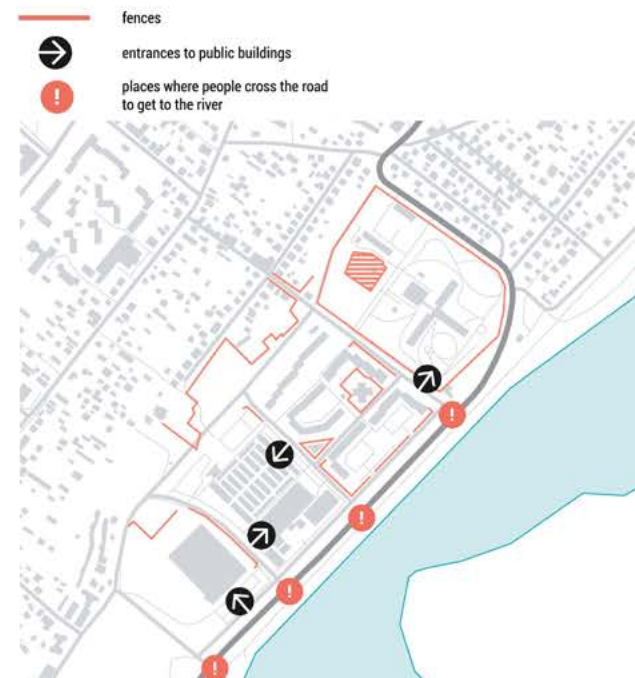 fences
entrances to public buildings
!
places where people cross the road
to get to the river
!
!
!
!